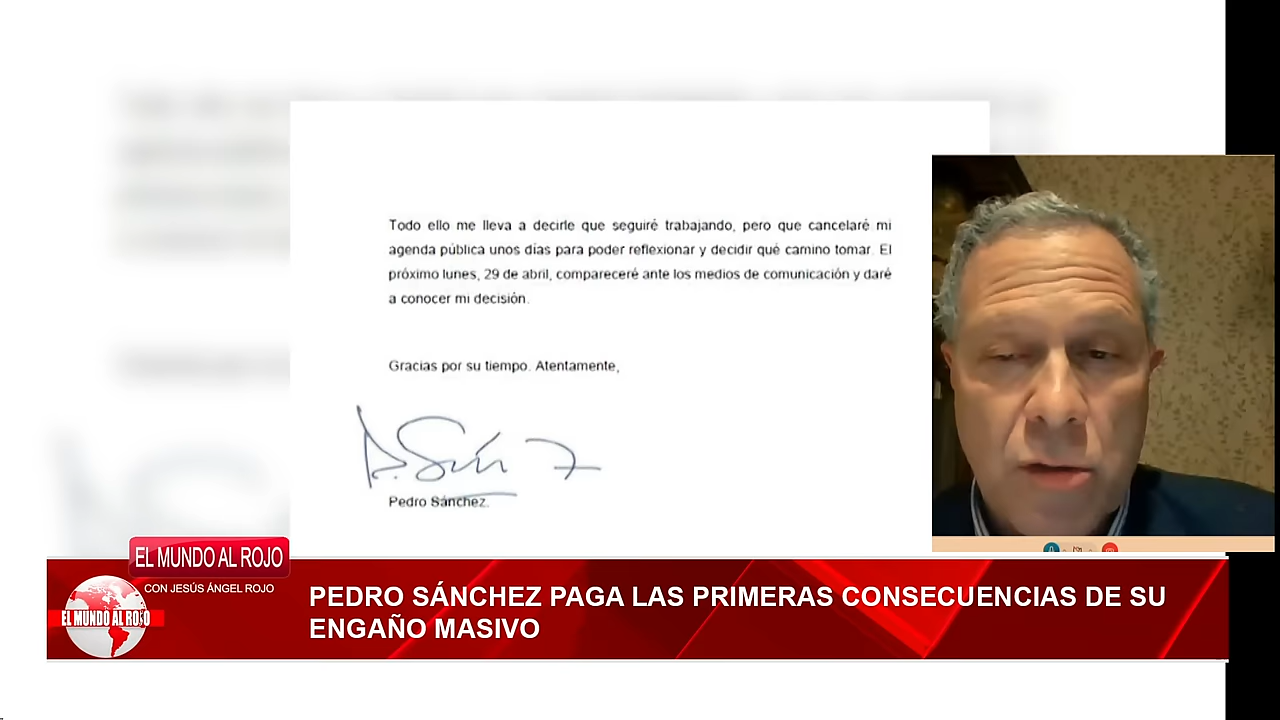 Todo ello me lleva a decirle que seguiré trabajando, pero que cancelaré mi
agenda pública unos días para poder reflexionar y decidir qué camino tomar. El
próximo lunes, 29 de abril, compareceré ante los medios de comunicación y daré
a conocer mi decisión.
Gracias por su tiempo. Atentamente,
Pedro Sánchez.
EL MUNDO AL ROJO
CON JESÚS ÁNGEL ROJO
EL MUNDO AL ROJO
PEDRO SÁNCHEZ PAGA LAS PRIMERAS CONSECUENCIAS DE SU
ENGAÑO MASIVO